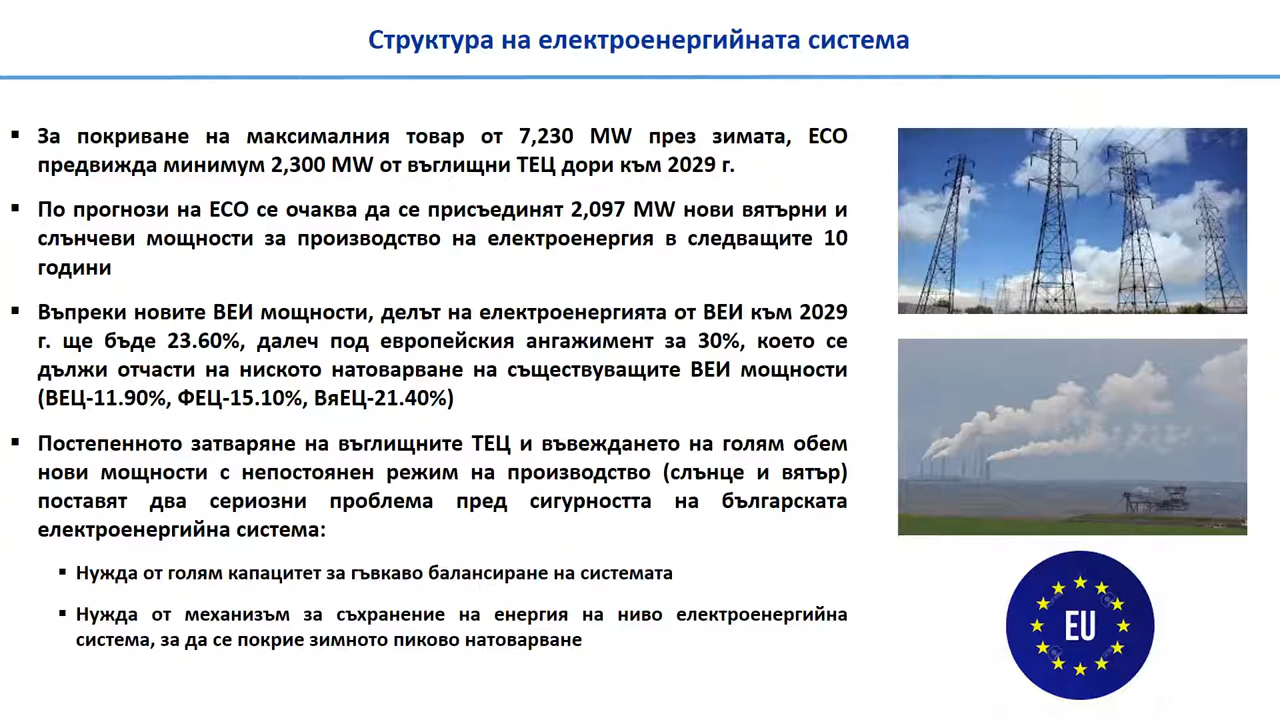 Структура на електроенергийната система
▪ За покриване на максималния товар от 7,230 MW през зимата, ЕСО
предвижда минимум 2,300 MW от въглищни ТЕЦ дори към 2029 г.
▪ По прогнози на ЕСО се очаква да се присъединят 2,097 MW нови вятърни и
слънчеви мощности за производство на електроенергия в следващите 10
години
▪ Въпреки новите ВЕИ мощности, делът на електроенергията от ВЕИ към 2029
г. ще бъде 23.60%, далеч под европейския ангажимент за 30%, което се
дължи отчасти на ниското натоварване на съществуващите ВЕИ мощности
(ВЕЦ-11.90%, ФЕЦ-15.10%, ВяЕЦ-21.40%)
▪ Постепенното затваряне на въглищните ТЕЦ и въвеждането на голям обем
нови мощности с непостоянен режим на производство (слънце и вятър)
поставят два сериозни проблема пред сигурността на българската
електроенергийна система:
▪ Нужда от голям капацитет за гъвкаво балансиране на системата
▪ Нужда от механизъм за съхранение на енергия на ниво електроенергийна
система, за да се покрие зимното пиково натоварване
EU